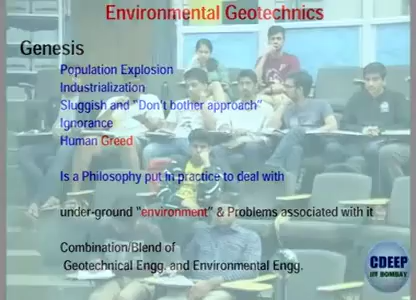 Environmental Geotechnics
Genesis
Population Explosion
Industrialization
Sluggish and "Don't bother approach"
Ignorance
Human Greed
Is a Philosophy put in practice to deal with
under-ground "environment" & Problems associated with it
Combination/Blend of
Geotechnical Engg. and Environmental Engg.
CDEEP
IIT BOMBAY